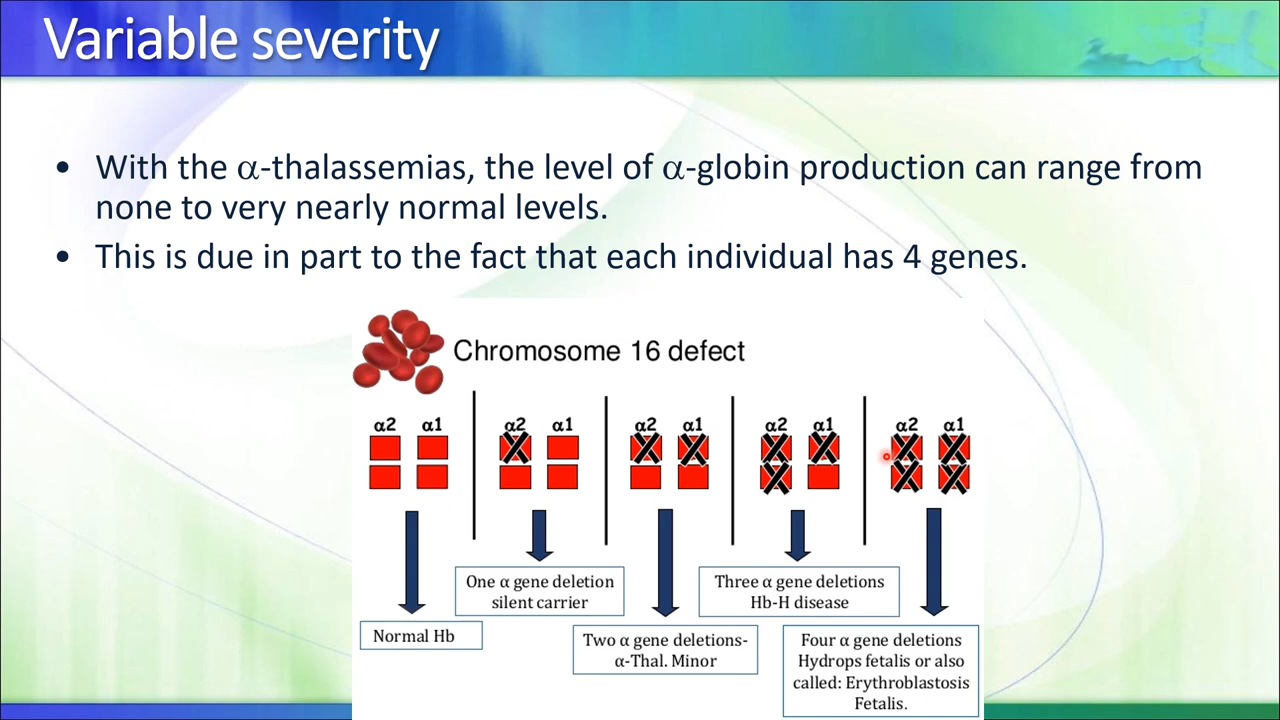 Variable severity
• With the α-thalassemias, the level of α-globin production can range from
none to very nearly normal levels.
• This is due in part to the fact that each individual has 4 genes.
Chromosome 16 defect
α2 α1
α2 α1
α2 α1
α2 α1
α2 α1
Normal Hb
One α gene deletion
silent carrier
Two α gene deletions-
α-Thal. Minor
Three α gene deletions
Hb-H disease
Four α gene deletions
Hydrops fetalis or also
called: Erythroblastosis
Fetalis.